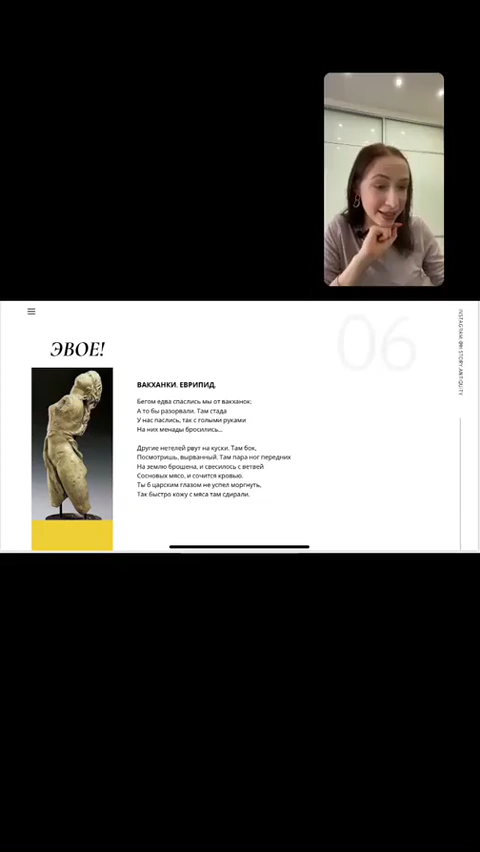 06
INSTAGRAM: @HISTORY.ANTIQUITY
ЭВОЕ!
ВАКХАНКИ. ЕВРИПИД.
Бегом едва спаслись мы от вакханок;
А то бы разорвали. Там стада
У нас паслись, так с голыми руками
На них менады бросились...
Другие нетелей рвут на куски. Там бок,
Посмотришь, вырванный. Там пара ног передних
На землю брошена, и свесилось с ветвей
Сосновых мясо, и сочится кровью.
Ты б царским глазом не успел моргнуть,
Так быстро кожу с мяса там сдирали.